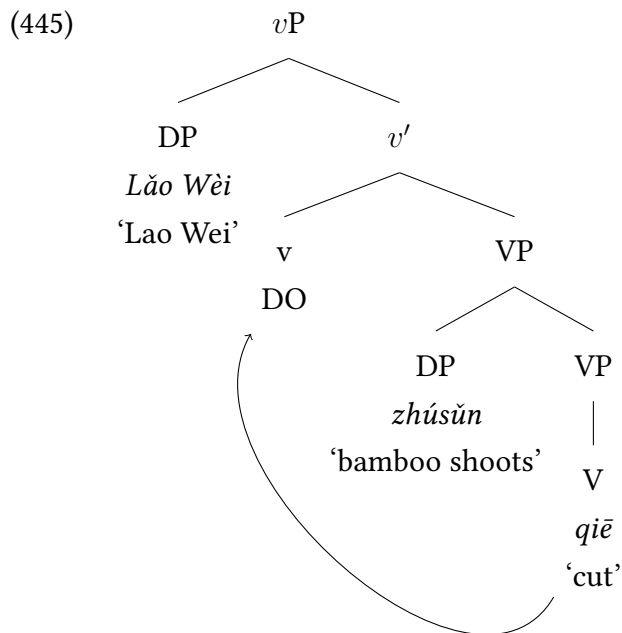 (445)
vP
DP
v′
Lǎo Wèi
‘Lao Wei’
v
VP
DO
DP
VP
zhúsǔn
‘bamboo shoots’
V
qiē
‘cut’